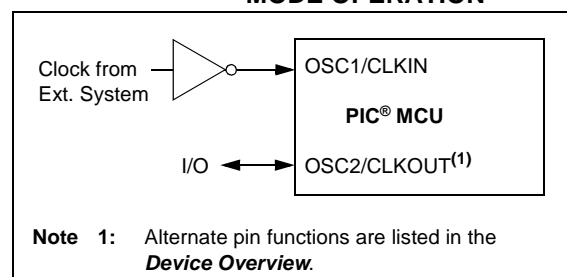 MODE OPERATION
Clock from
Ext. System
OSC1/CLKIN
PIC® MCU
I/O
OSC2/CLKOUT(1)
Note 1: Alternate pin functions are listed in the
Device Overview.